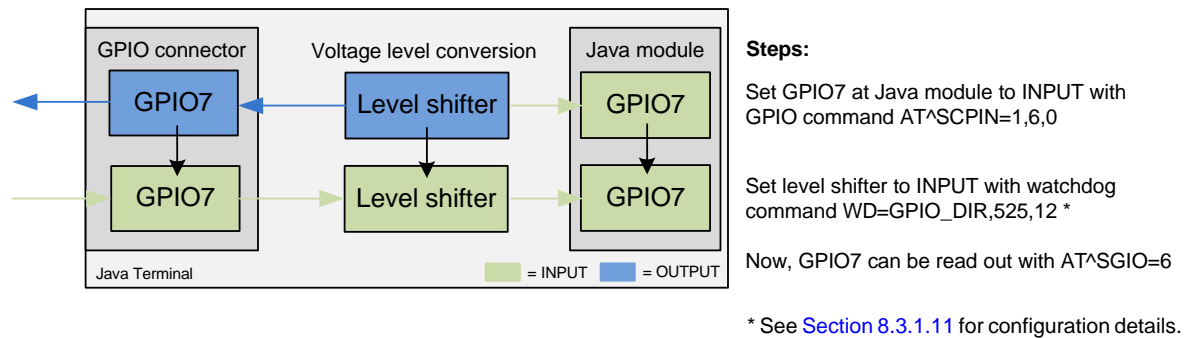 GPIO connector
Voltage level conversion
Java module
GPIO7
Level shifter
GPIO7
GPIO7
Level shifter
GPIO7
Java Terminal
= INPUT
= OUTPUT
Steps:
Set GPIO7 at Java module to INPUT with
GPIO command AT^SCPIN=1,6,0
Set level shifter to INPUT with watchdog
command WD=GPIO_DIR,525,12 *
Now, GPIO7 can be read out with AT^SGIO=6
* See Section 8.3.1.11 for configuration details.